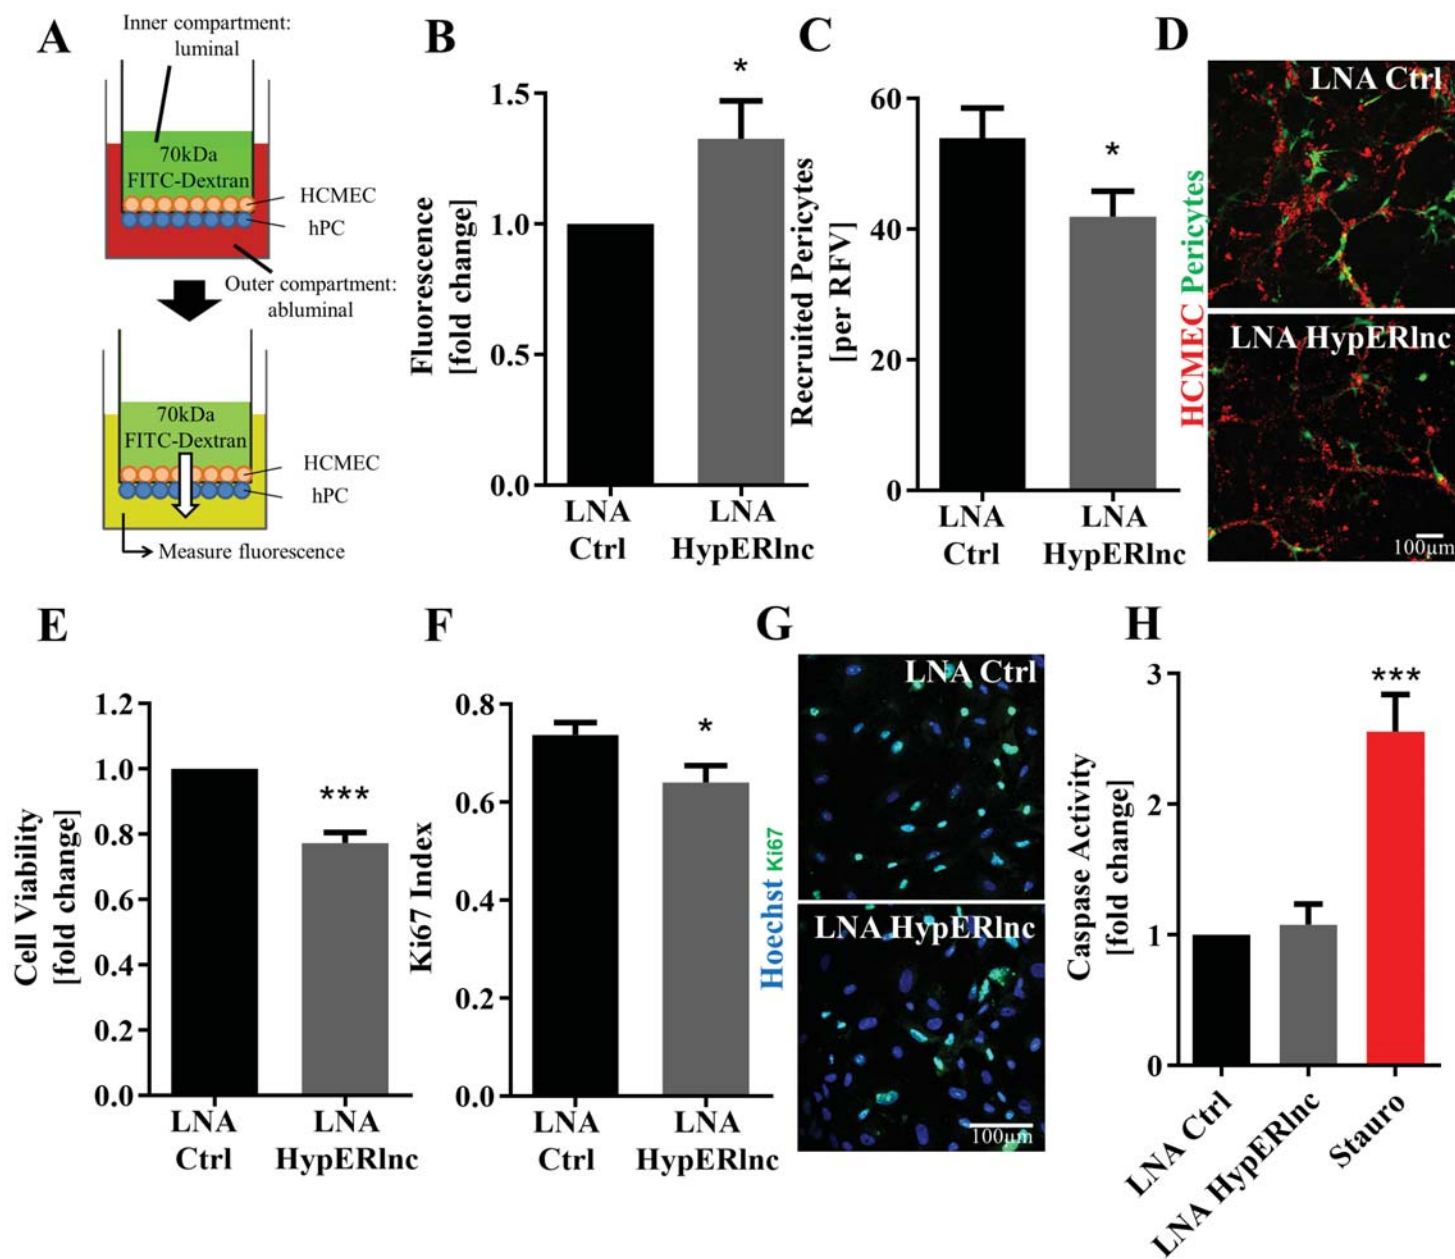 A
Inner compartment:
luminal
70kDa
FITC-Dextran
HCMEC
hPC
Outer compartment:
abluminal
70kDa
FITC-Dextran
HCMEC
hPC
Measure fluorescence
B
Fluorescence
[fold change]
1.5
1.0
0.5
0.0
*
LNA
Ctrl
LNA
HypERlnc
C
Recruited Pericytes
[per RFV]
60
40
20
0
*
LNA
Ctrl
LNA
HypERlnc
D
HCMEC Pericytes
LNA Ctrl
LNA HypERlnc
100μm
E
Cell Viability
[fold change]
1.2
1.0
0.8
0.6
0.4
0.2
0.0
***
LNA
Ctrl
LNA
HypERlnc
F
Ki67 Index
0.8
0.6
0.4
0.2
0.0
*
LNA
Ctrl
LNA
HypERlnc
G
Hoechst Ki67
LNA Ctrl
LNA HypERlnc
100μm
H
Caspase Activity
[fold change]
3
2
1
0
***
LNA Ctrl
LNA HypERlnc
Stauro